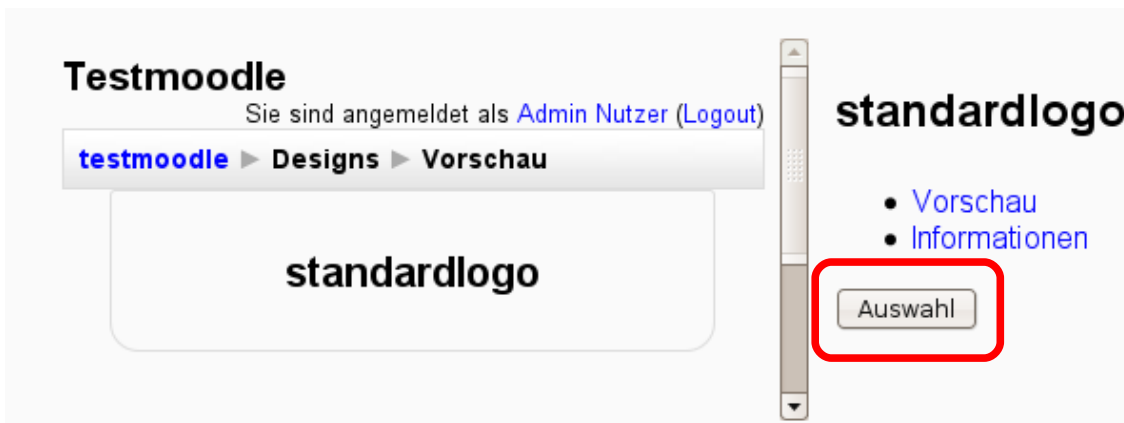 Testmoodle
Sie sind angemeldet als Admin Nutzer (Logout)
testmoodle ► Designs ► Vorschau
standardlogo
standardlogo
• Vorschau
• Informationen
Auswahl